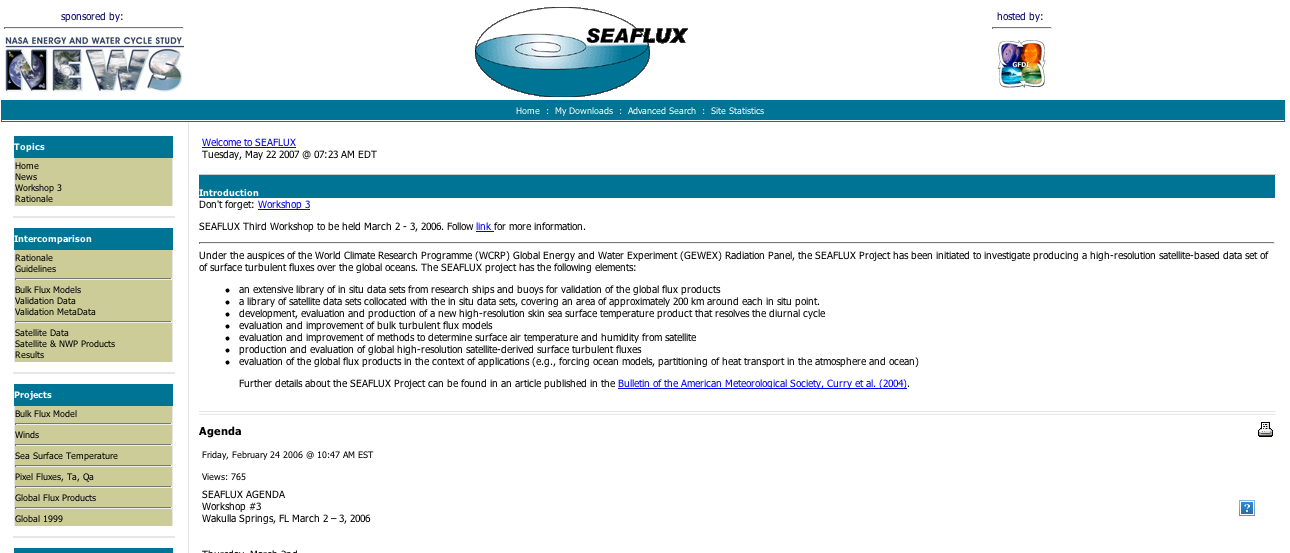 sponsored by:
NASA ENERGY AND WATER CYCLE STUDY
NEWS
SEAFLUX
hosted by:
GFDI
Home : My Downloads : Advanced Search : Site Statistics
Topics
Home
News
Workshop 3
Rationale
Intercomparison
Rationale
Guidelines
Bulk Flux Models
Validation Data
Validation MetaData
Satellite Data
Satellite & NWP Products
Results
Projects
Bulk Flux Model
Winds
Sea Surface Temperature
Pixel Fluxes, Ta, Qa
Global Flux Products
Global 1999
Welcome to SEAFLUX
Tuesday, May 22 2007 @ 07:23 AM EDT
Introduction
Don't forget: Workshop 3
SEAFLUX Third Workshop to be held March 2 - 3, 2006. Follow link for more information.
Under the auspices of the World Climate Research Programme (WCRP) Global Energy and Water Experiment (GEWEX) Radiation Panel, the SEAFLUX Project has been initiated to investigate producing a high-resolution satellite-based data set of
of surface turbulent fluxes over the global oceans. The SEAFLUX project has the following elements:
• an extensive library of in situ data sets from research ships and buoys for validation of the global flux products
• a library of satellite data sets collocated with the in situ data sets, covering an area of approximately 200 km around each in situ point.
• development, evaluation and production of a new high-resolution skin sea surface temperature product that resolves the diurnal cycle
• evaluation and improvement of bulk turbulent flux models
• evaluation and improvement of methods to determine surface air temperature and humidity from satellite
• production and evaluation of global high-resolution satellite-derived surface turbulent fluxes
• evaluation of the global flux products in the context of applications (e.g., forcing ocean models, partitioning of heat transport in the atmosphere and ocean)
Further details about the SEAFLUX Project can be found in an article published in the Bulletin of the American Meteorological Society, Curry et al. (2004).
Agenda
Friday, February 24 2006 @ 10:47 AM EST
Views: 765
SEAFLUX AGENDA
Workshop #3
Wakulla Springs, FL March 2 – 3, 2006
?
Thursday, March 2nd